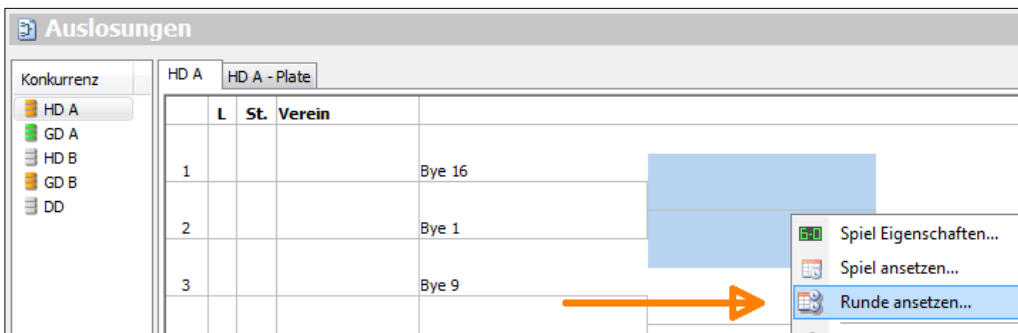 Auslosungen
Konkurrenz
HD A
GD A
HD B
GD B
DD
HD A HD A - Plate
L St. Verein
1 Bye 16
2 Bye 1
3 Bye 9
6-0 Spiel Eigenschaften...
Spiel ansetzen...
Runde ansetzen...